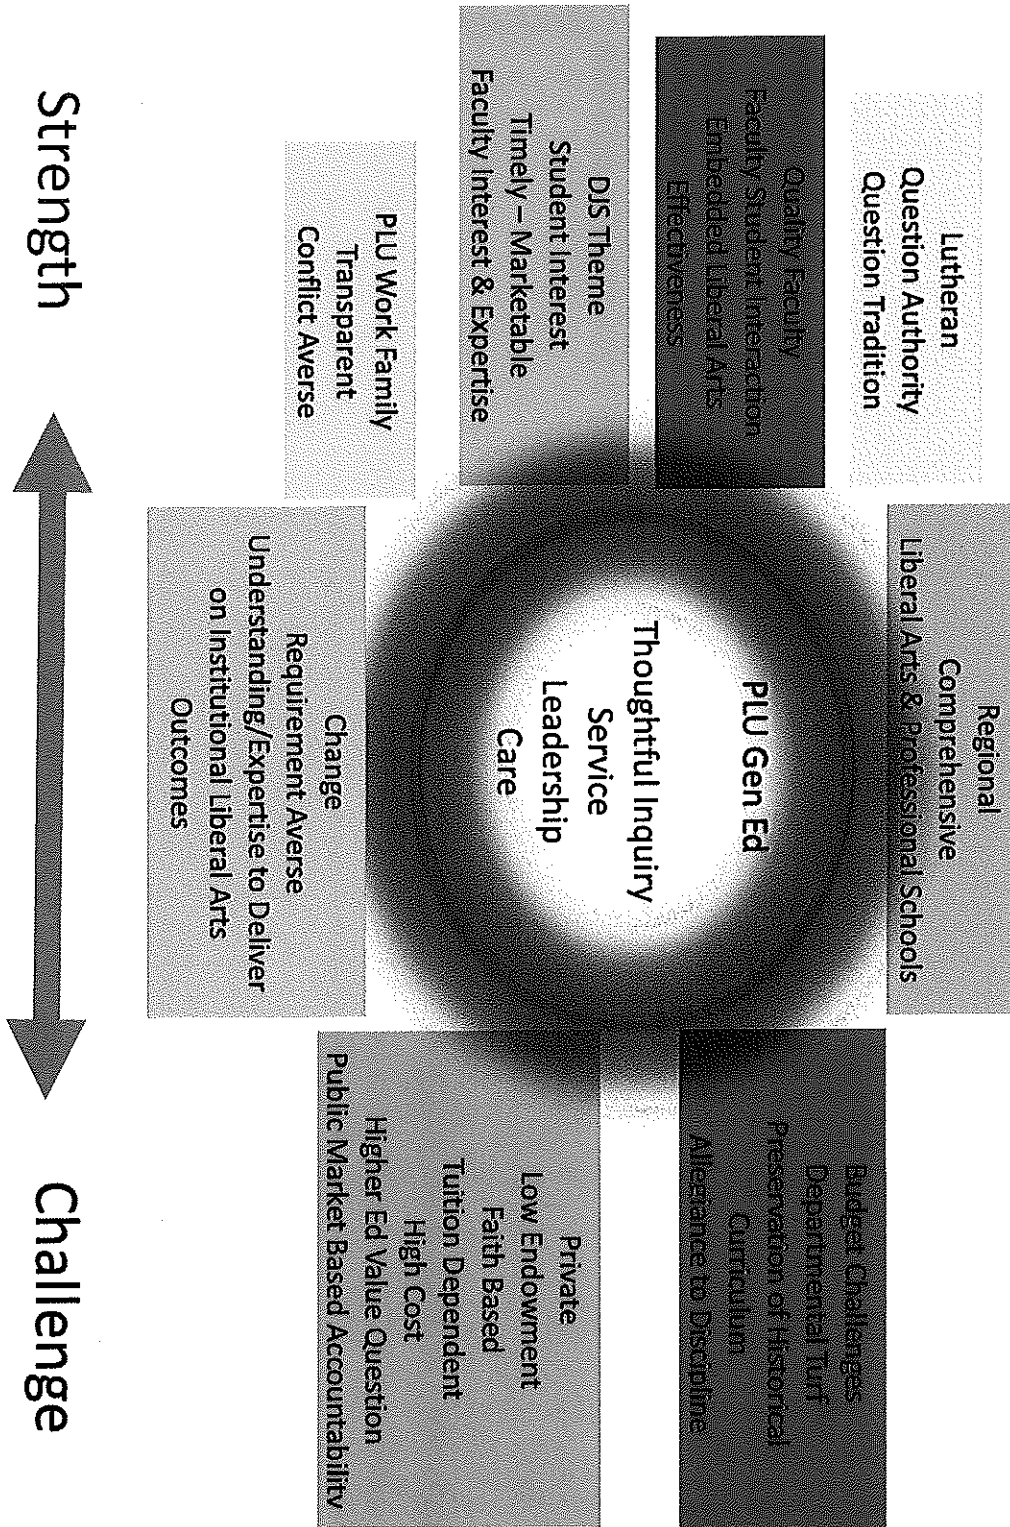 Lutheran
Question Authority
Question Tradition
Quality Faculty
Faculty Student Interaction
Embedded Liberal Arts
Effectiveness
DJS Theme
Student Interest
Timely – Marketable
Faculty Interest & Expertise
PLU Work Family
Transparent
Conflict Averse
Regional
Comprehensive
Liberal Arts & Professional Schools
PLU Gen Ed
Thoughtful Inquiry
Service
Leadership
Care
Change
Requirement Averse
Understanding/Expertise to Deliver
on Institutional Liberal Arts
Outcomes
Budget Challenges
Departmental Turf
Preservation of Historical
Curriculum
Allegiance to Discipline
Private
Low Endowment
Faith Based
Tuition Dependent
High Cost
Higher Ed Value Question
Public Market Based Accountability
Strength
Challenge